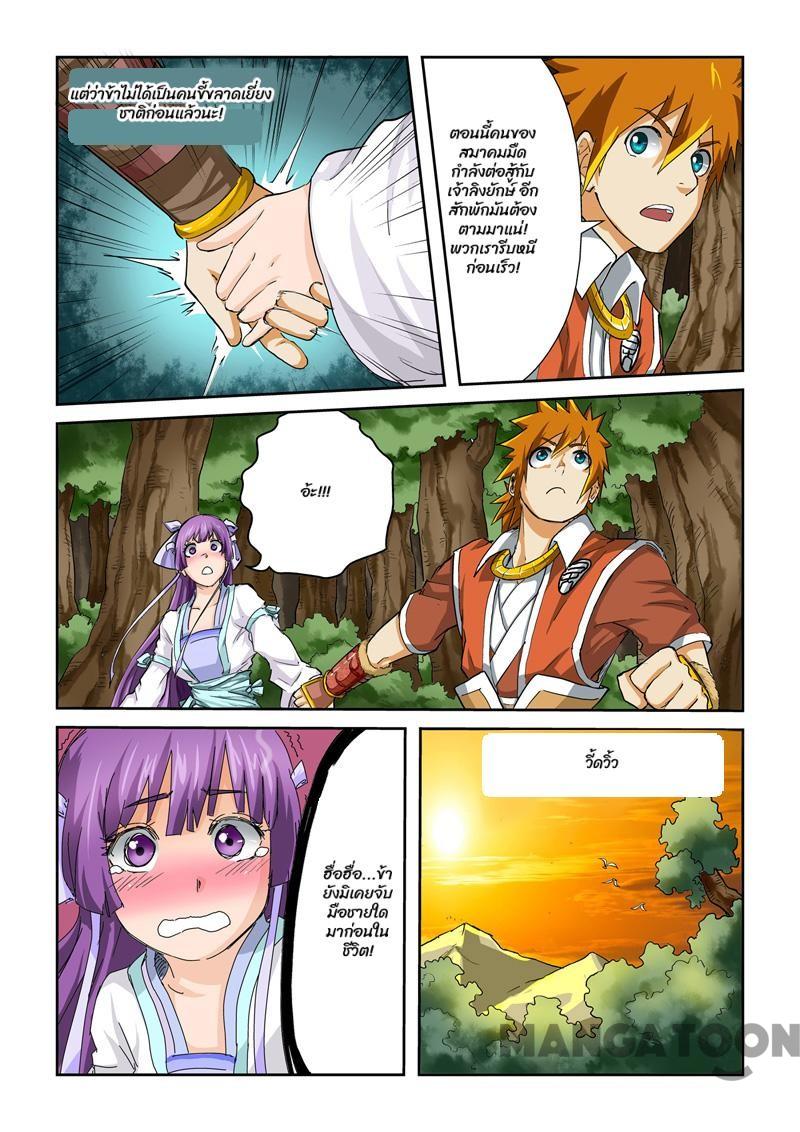 แต่ว่าข้าไม่ได้เป็นคนขี้ขลาดเยี่ยง
ชาติก่อนแล้วนะ!
ตอนนี้คนของ
สมาคมมืด
กำลังต่อสู้กับ
เจ้าลิงยักษ์ อีก
สักพักมันต้อง
ตามมาแน่!
พวกเรารีบหนี
ก่อนเร็ว!
อ้ะ!!!
ฮื่อฮื่อ...ข้า
ยังมิเคยจับ
มือชายใด
มาก่อนใน
ชีวิต!
วี้ดวิ้ว
MANGATOON